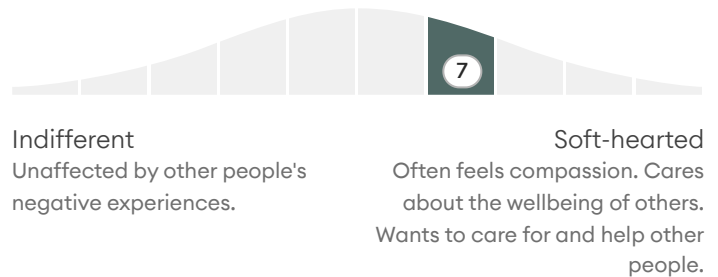 7
Indifferent
Unaffected by other people's
negative experiences.
Soft-hearted
Often feels compassion. Cares
about the wellbeing of others.
Wants to care for and help other
people.